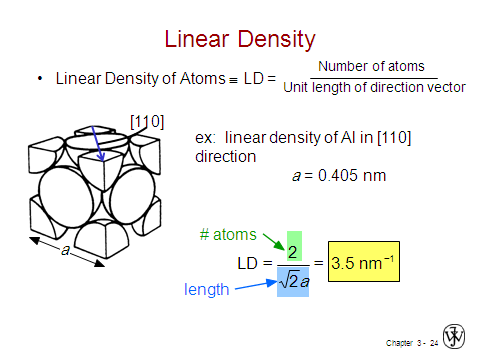 Linear Density
• Linear Density of Atoms ≡ LD = Number of atoms / Unit length of direction vector
[110]
ex: linear density of Al in [110]
direction
a = 0.405 nm
a
# atoms
LD = 2 / √2 a = 3.5 nm⁻¹
length
Chapter 3 - 24